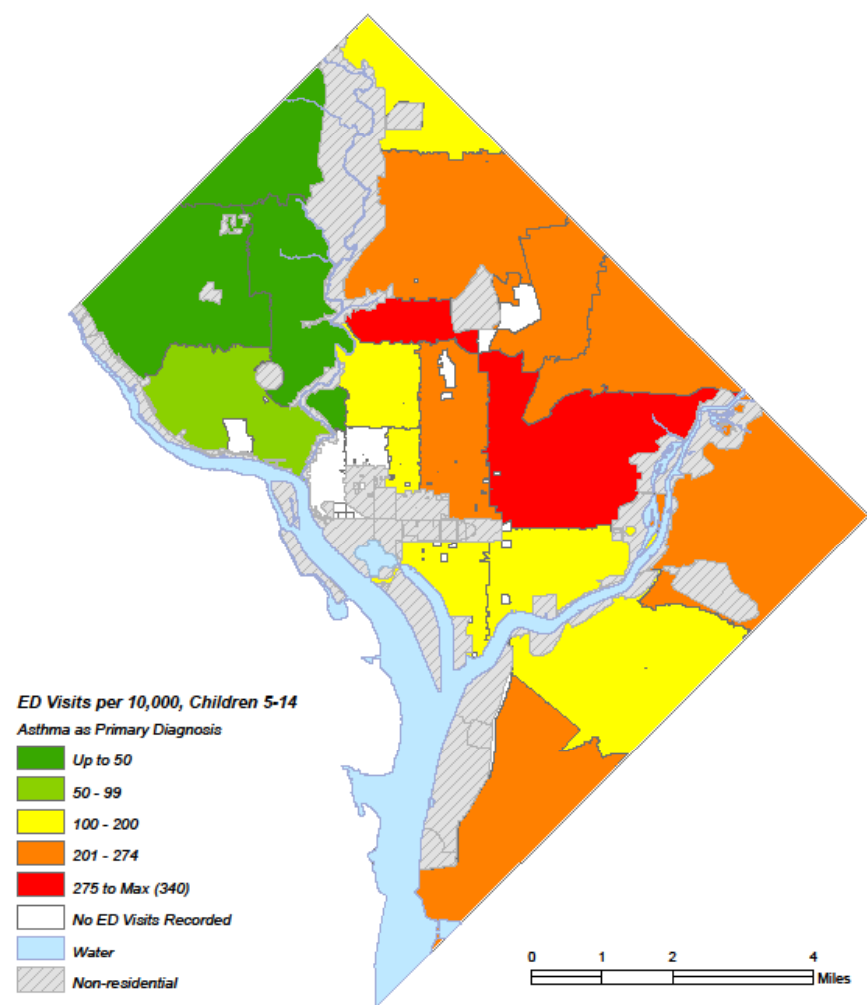 ED Visits per 10,000, Children 5-14
Asthma as Primary Diagnosis
Up to 50
50 - 99
100 - 200
201 - 274
275 to Max (340)
No ED Visits Recorded
Water
Non-residential
0 1 2 4
Miles